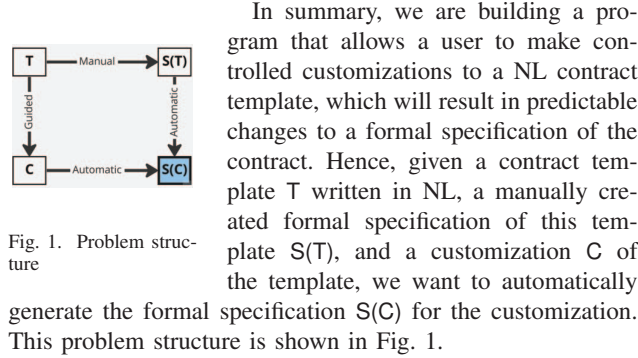 T
Manual
S(T)
Guided
Automatic
C
Automatic
S(C)
Fig. 1. Problem struc-
ture
In summary, we are building a pro-
gram that allows a user to make con-
trolled customizations to a NL contract
template, which will result in predictable
changes to a formal specification of the
contract. Hence, given a contract tem-
plate T written in NL, a manually cre-
ated formal specification of this tem-
plate S(T), and a customization C of
the template, we want to automatically
generate the formal specification S(C) for the customization.
This problem structure is shown in Fig. 1.